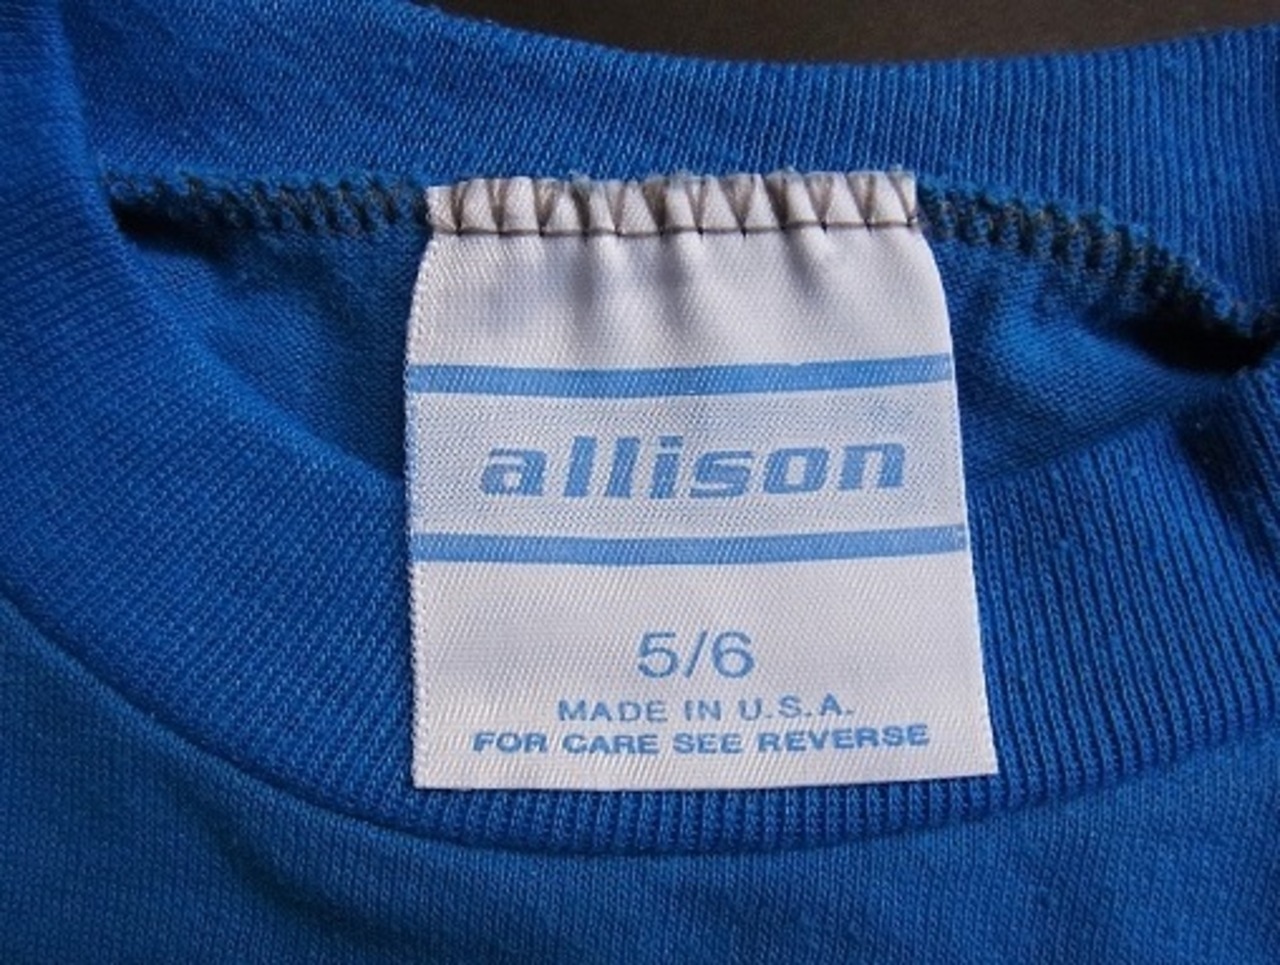 allison
5/6
MADE IN U.S.A.
FOR CARE SEE REVERSE